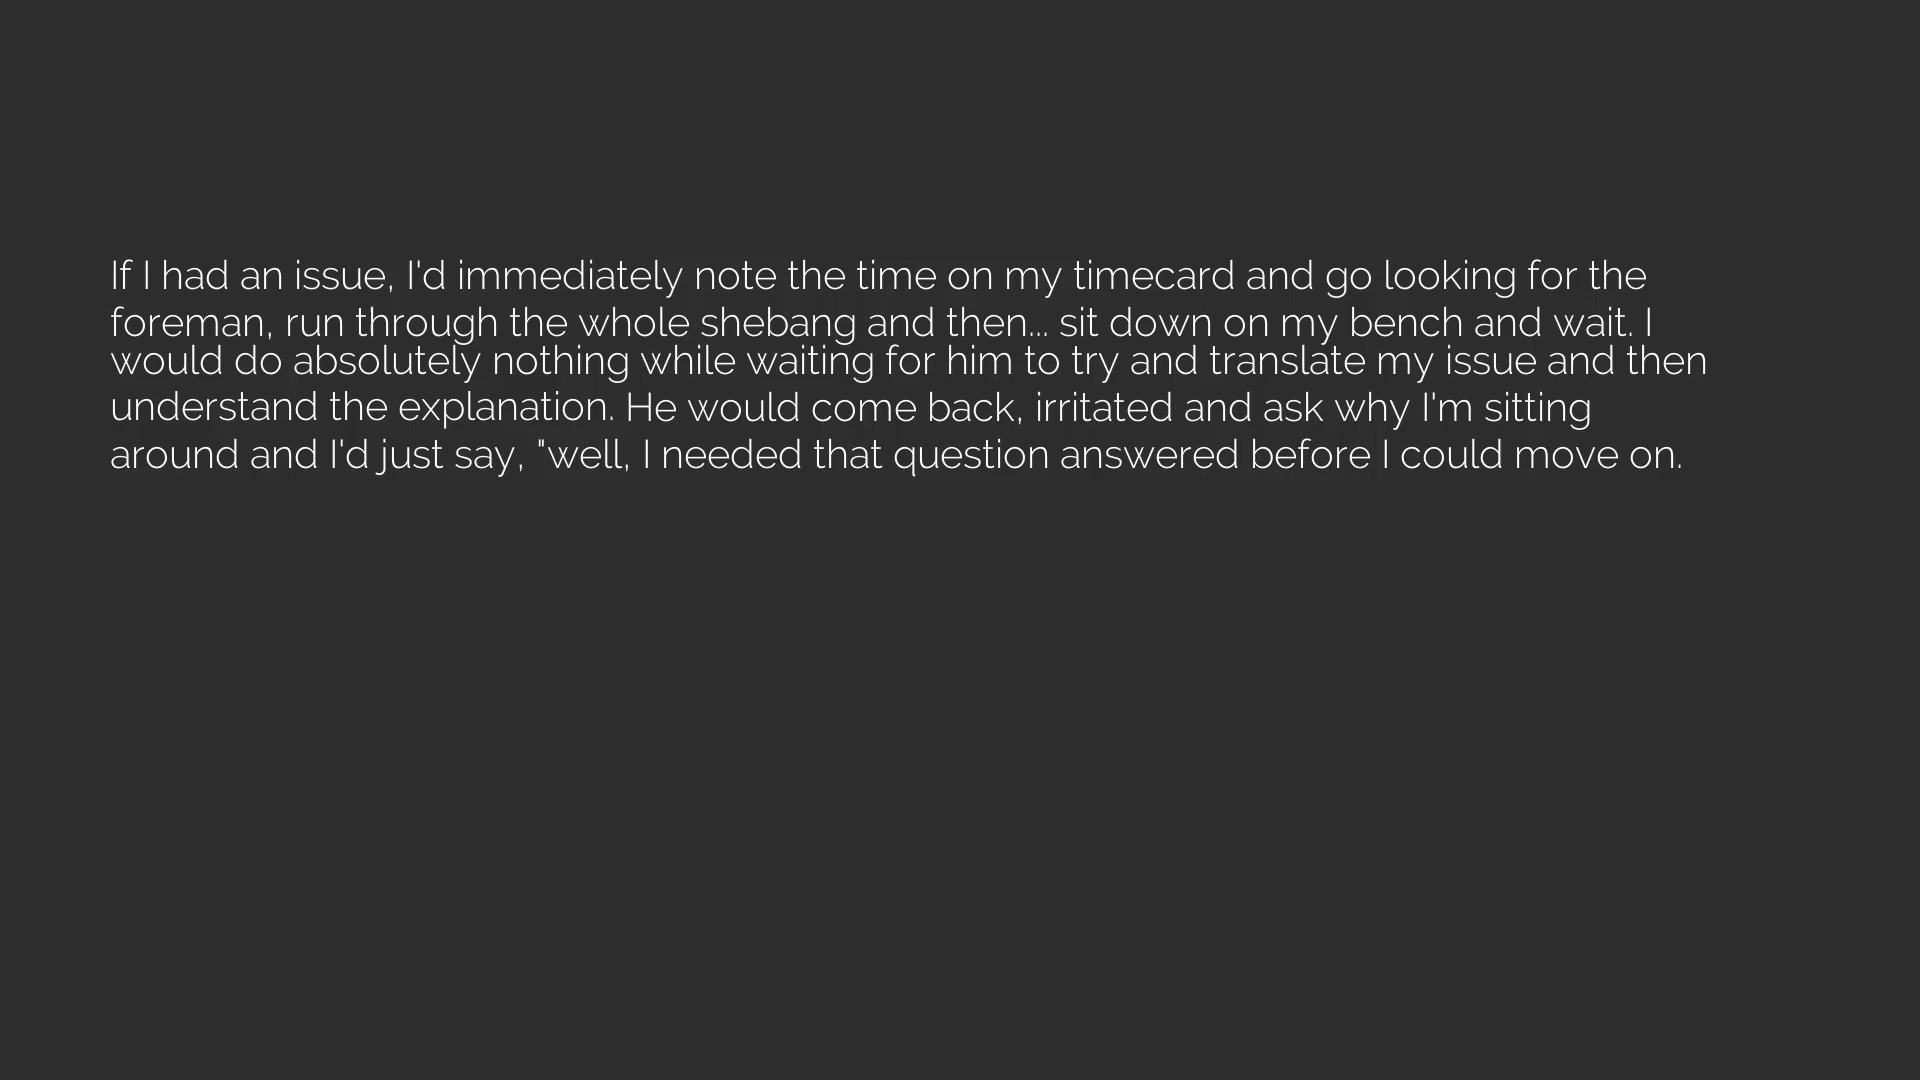 If I had an issue, I'd immediately note the time on my timecard and go looking for the
foreman, run through the whole shebang and then... sit down on my bench and wait. I
would do absolutely nothing while waiting for him to try and translate my issue and then
understand the explanation. He would come back, irritated and ask why I'm sitting
around and I'd just say, "well, I needed that question answered before I could move on.